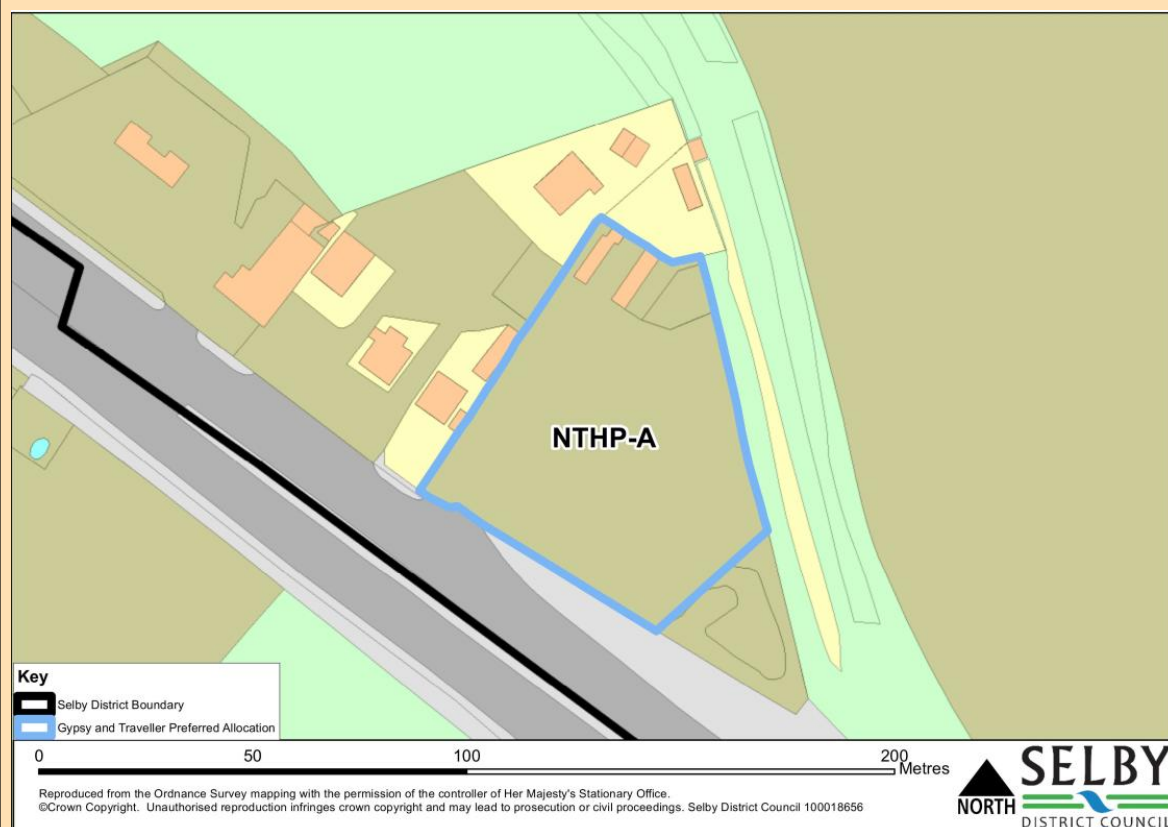 NTHP-A
Key
Selby District Boundary
Gypsy and Traveller Preferred Allocation
0 50 100 200
Metres
Reproduced from the Ordnance Survey mapping with the permission of the controller of Her Majesty's Stationary Office.
©Crown Copyright. Unauthorised reproduction infringes crown copyright and may lead to prosecution or civil proceedings. Selby District Council 100018656
NORTH
SELBY
DISTRICT COUNCIL